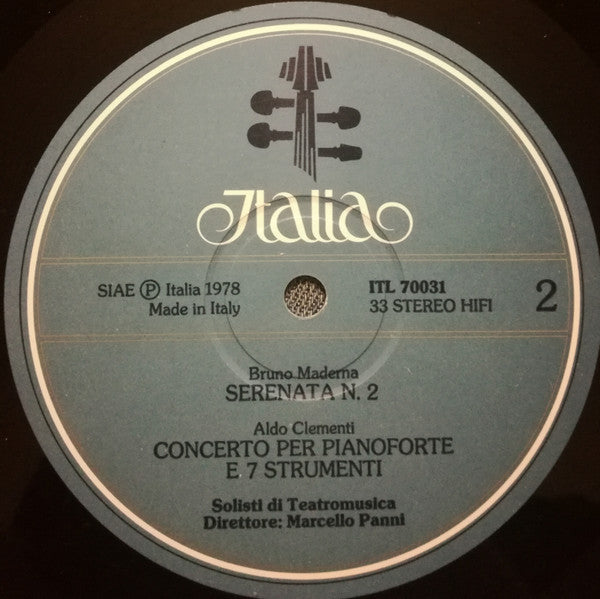 Italia
SIAE Ⓟ Italia 1978
Made in Italy
ITL 70031
33 STEREO HIFI
2
Bruno Maderna
SERENATA N. 2
Aldo Clementi
CONCERTO PER PIANOFORTE
E 7 STRUMENTI
Solisti di Teatromusica
Direttore: Marcello Panni